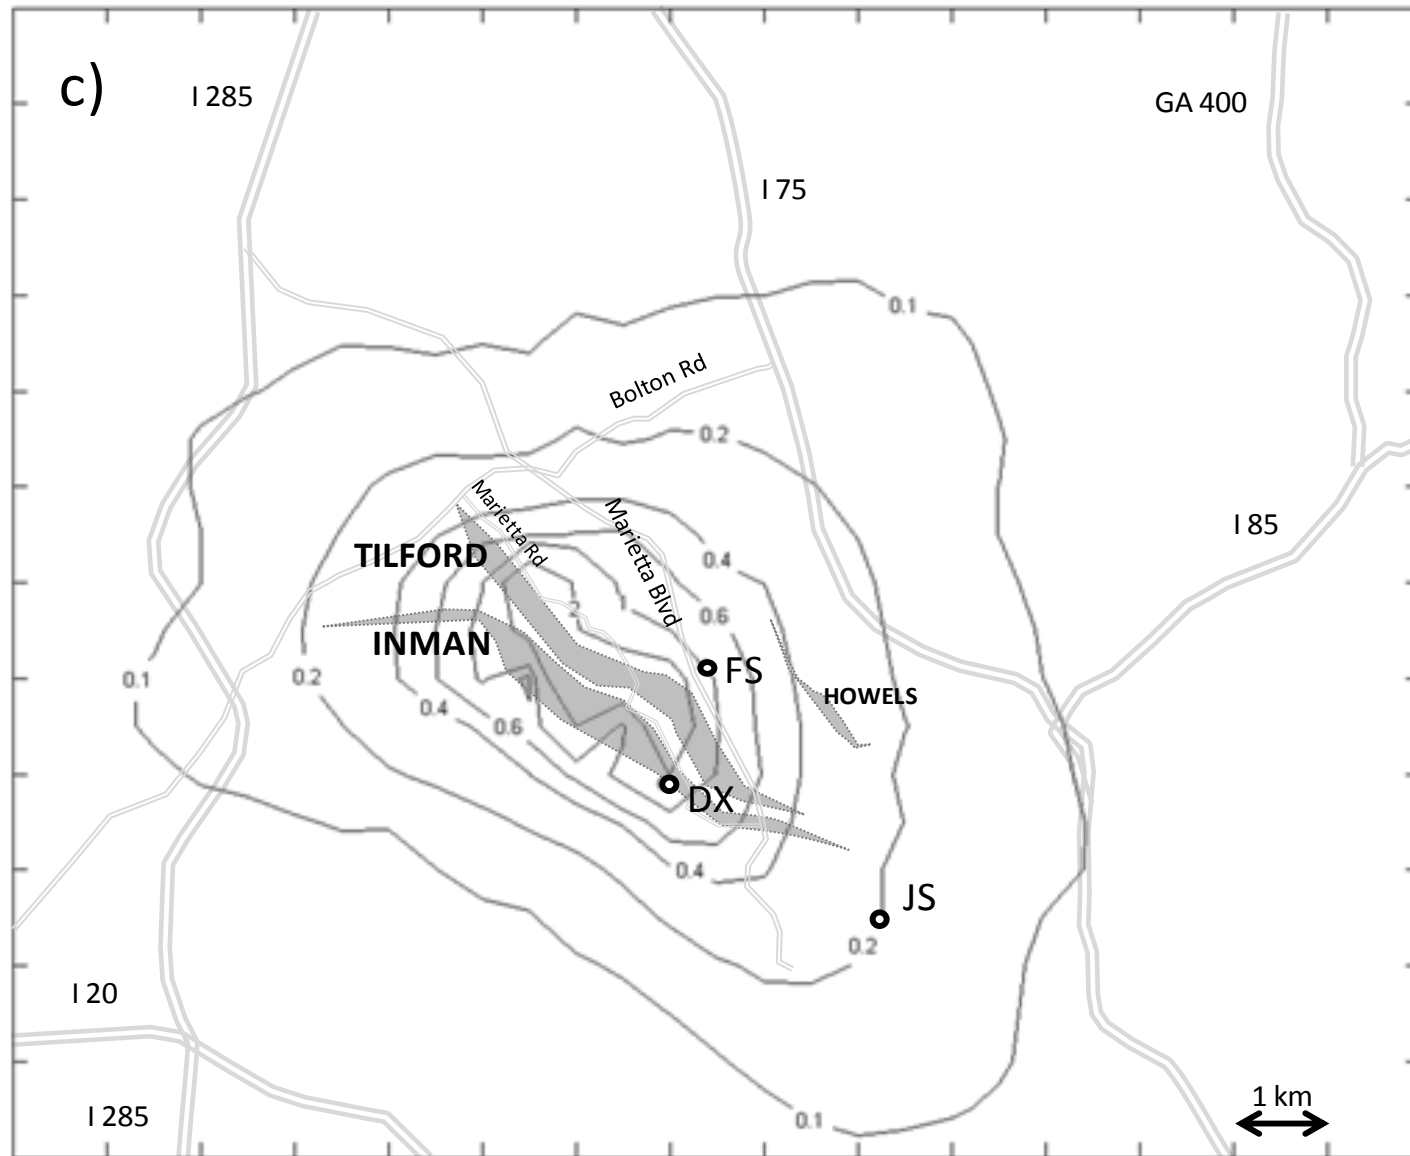 c)
I 285
GA 400
I 75
0.1
Bolton Rd
0.2
Marietta Rd
Marietta Blvd
I 85
TILFORD
0.4
2
1
0.6
INMAN
FS
0.1
0.2
HOWELS
0.4
0.6
DX
0.4
JS
0.2
I 20
1 km
I 285
0.1